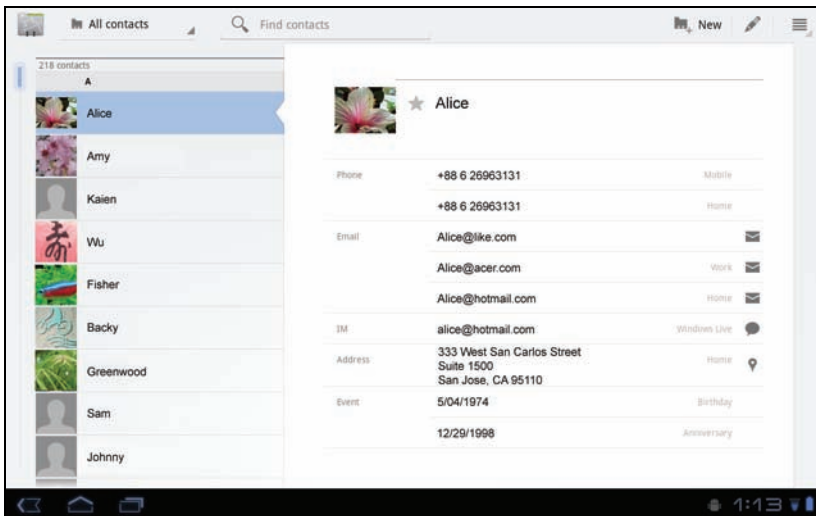 All contacts
Find contacts
New
218 contacts
A
Alice
Amy
Kaien
Wu
Fisher
Backy
Greenwood
Sam
Johnny
Alice
Phone +88 6 26963131 Mobile
+88 6 26963131 Home
Email Alice@like.com
Alice@acer.com Work
Alice@hotmail.com Home
IM alice@hotmail.com Windows Live
Address 333 West San Carlos Street Home
Suite 1500
San Jose, CA 95110
Event 5/04/1974 Birthday
12/29/1998 Anniversary
1:13